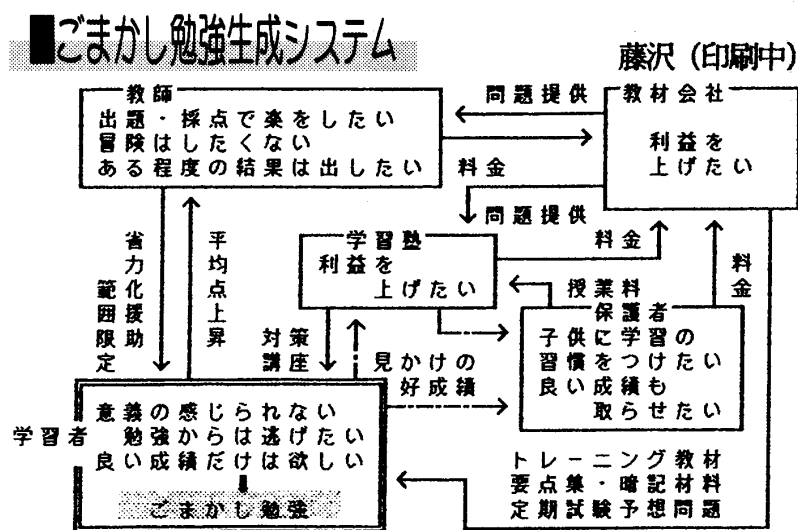 ■ごまかし勉強生成システム
藤沢（印刷中）
教師
出題・採点で楽をしたい
冒険はしたくない
ある程度の結果は出したい
問題提供
料金
教材会社
利益を
上げたい
問題提供
学習塾
利益を
上げたい
料金
料金
授業料
保護者
子供に学習の
習慣をつけたい
良い成績も
取らせたい
省力化援助
範囲限定
平均点上昇
対策
講座
見かけの
好成績
学習者
意義の感じられない
勉強からは逃げたい
良い成績だけは欲しい
ごまかし勉強
トレーニング教材
要点集・暗記材料
定期試験予想問題